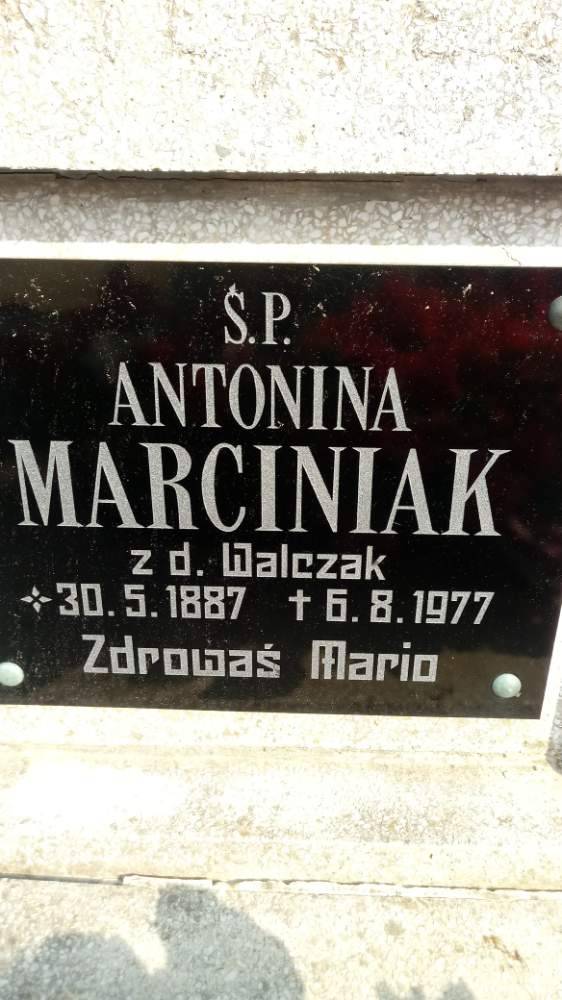 Ś.P.
ANTONINA
MARCINIAK
z d. Walczak
✧30.5.1887 †6.8.1977
Zdrowaś Mario